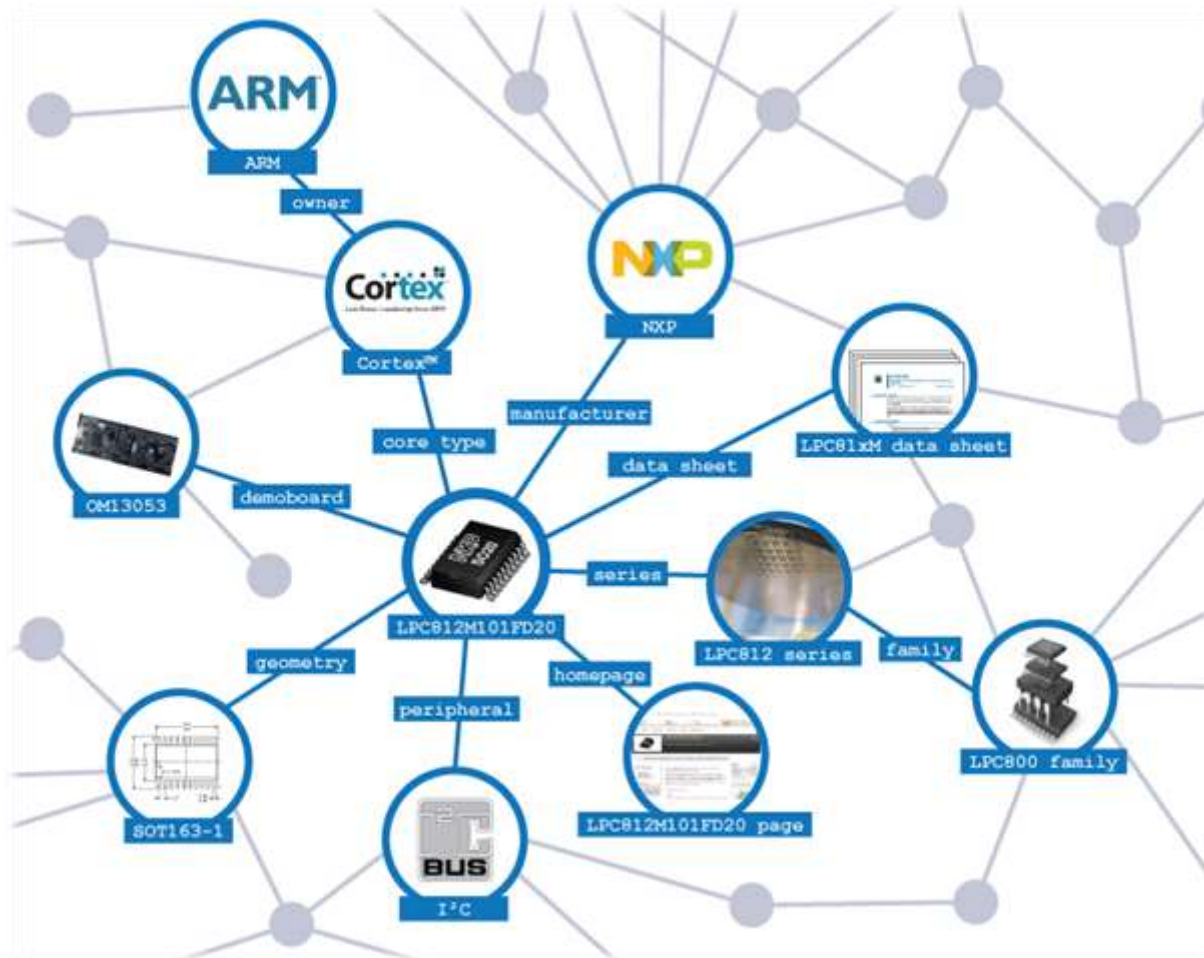 ARM
ARM
owner
Cortex
Cortex™
NXP
NXP
manufacturer
core type
LPC81xM data sheet
data sheet
OM13053
demoboard
LPC812M101FD20
series
LPC812 series
family
LPC800 family
geometry
homepage
peripheral
SOT163-1
LPC812M101FD20 page
I²C
BUS
I²C